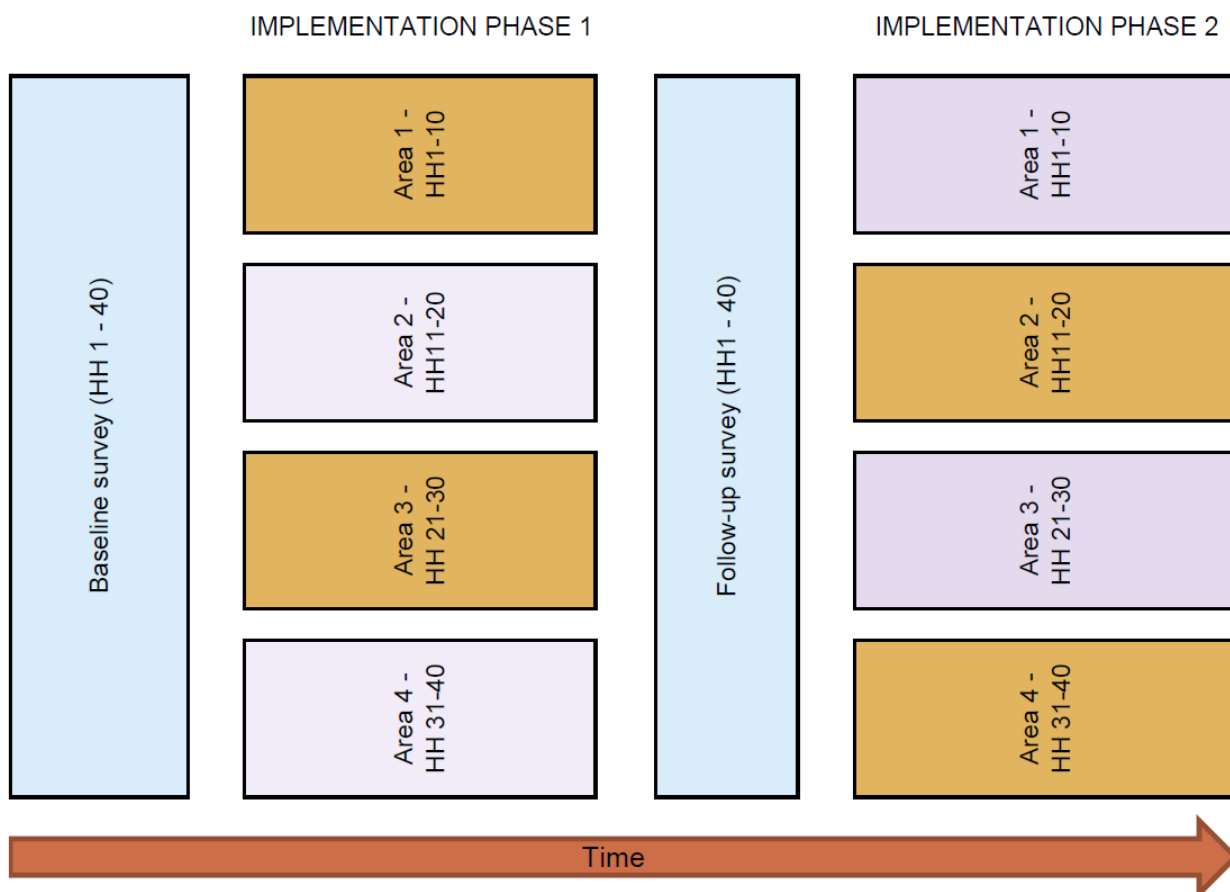 IMPLEMENTATION PHASE 1
IMPLEMENTATION PHASE 2
Baseline survey (HH 1 - 40)
Area 1 -
HH1-10
Area 2 -
HH11-20
Area 3 -
HH 21-30
Area 4 -
HH 31-40
Follow-up survey (HH1 - 40)
Area 1 -
HH1-10
Area 2 -
HH11-20
Area 3 -
HH 21-30
Area 4 -
HH 31-40
Time